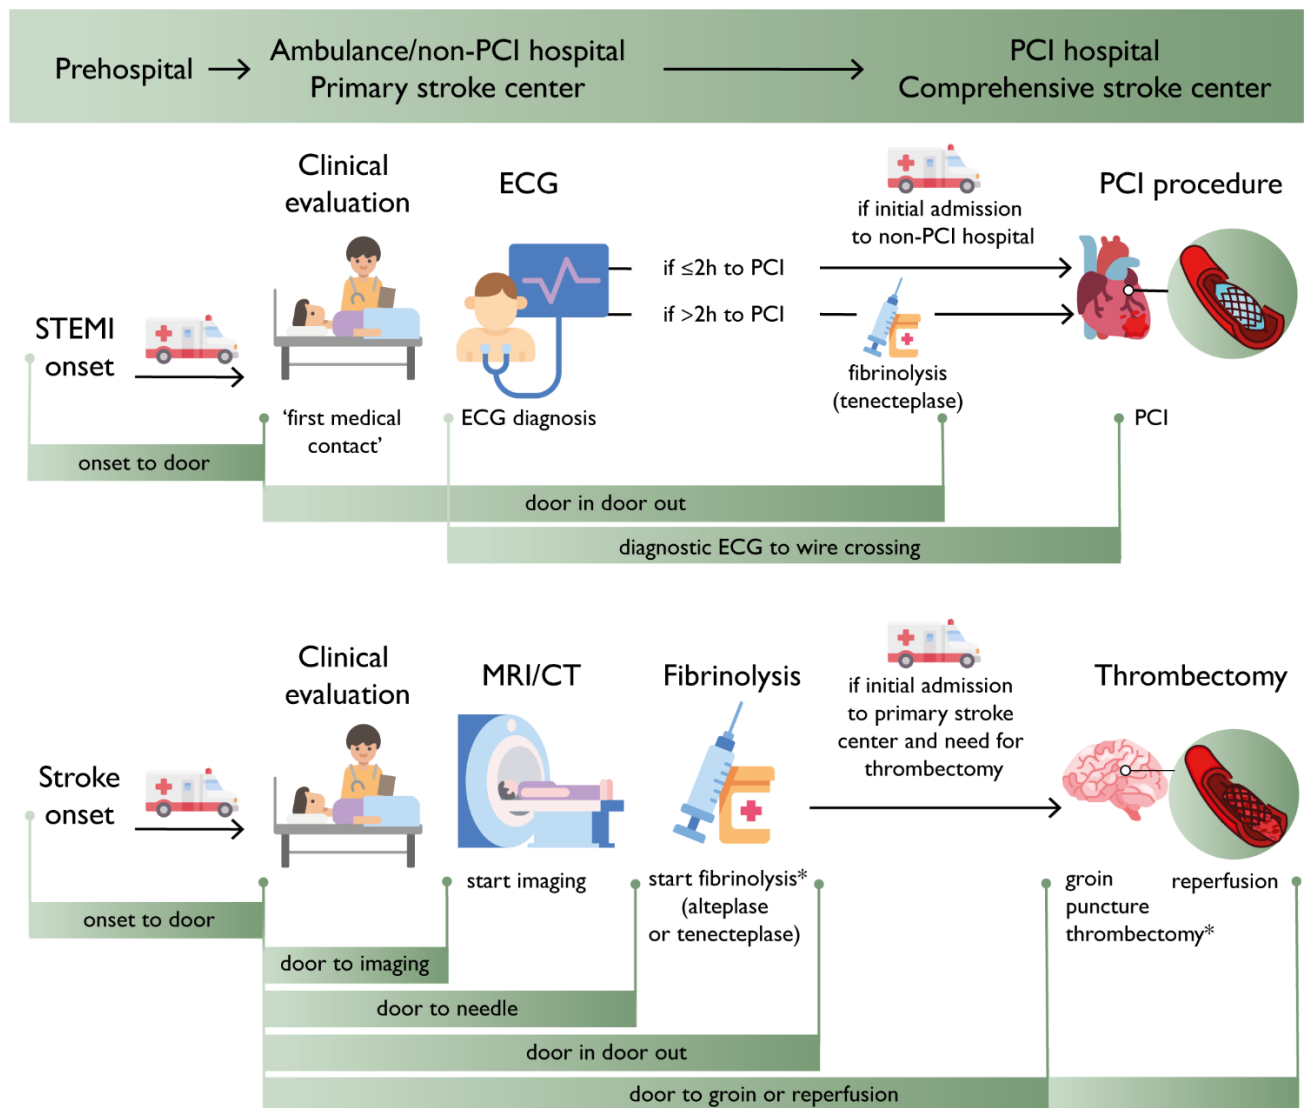 Prehospital
Ambulance/non-PCI hospital
Primary stroke center
PCI hospital
Comprehensive stroke center
STEMI
onset
Clinical
evaluation
ECG
if ≤2h to PCI
if >2h to PCI
if initial admission
to non-PCI hospital
fibrinolysis
(tenecteplase)
PCI procedure
‘first medical
contact’
ECG diagnosis
PCI
onset to door
door in door out
diagnostic ECG to wire crossing
Stroke
onset
Clinical
evaluation
MRI/CT
Fibrinolysis
if initial admission
to primary stroke
center and need for
thrombectomy
Thrombectomy
start imaging
start fibrinolysis*
(alteplase
or tenecteplase)
groin
puncture
thrombectomy*
reperfusion
onset to door
door to imaging
door to needle
door in door out
door to groin or reperfusion